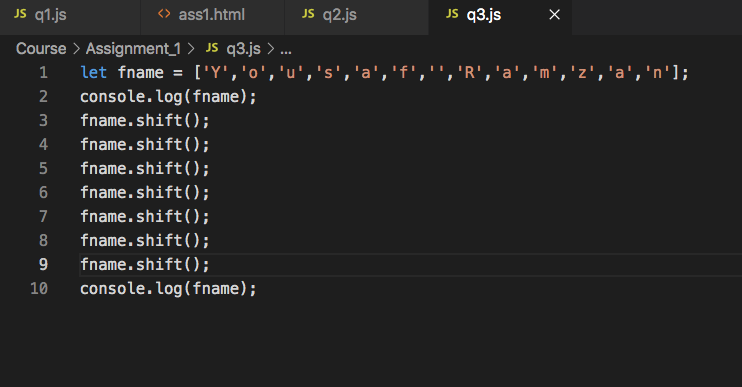 JS q1.js <> ass1.html JS q2.js JS q3.js ×
Course > Assignment_1 > JS q3.js > ...
1 let fname = ['Y','o','u','s','a','f','','R','a','m','z','a','n'];
2 console.log(fname);
3 fname.shift();
4 fname.shift();
5 fname.shift();
6 fname.shift();
7 fname.shift();
8 fname.shift();
9 fname.shift();
10 console.log(fname);